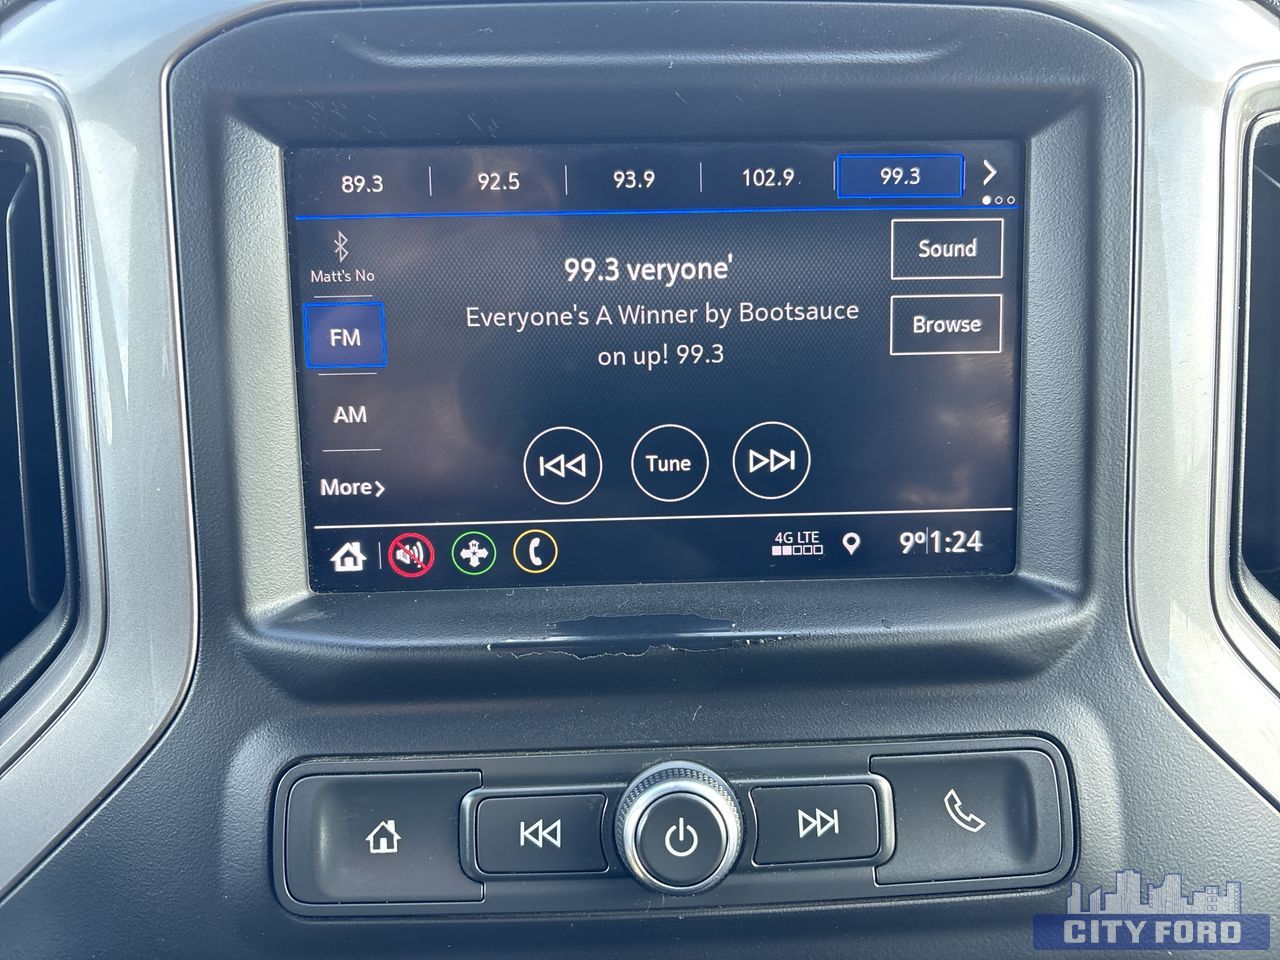 89.3 92.5 93.9 102.9 99.3
Matt's No
99.3 veryone'
Sound
FM
Everyone's A Winner by Bootsauce
Browse
on up! 99.3
AM
Tune
More
4G LTE
9º 1:24
CITY FORD